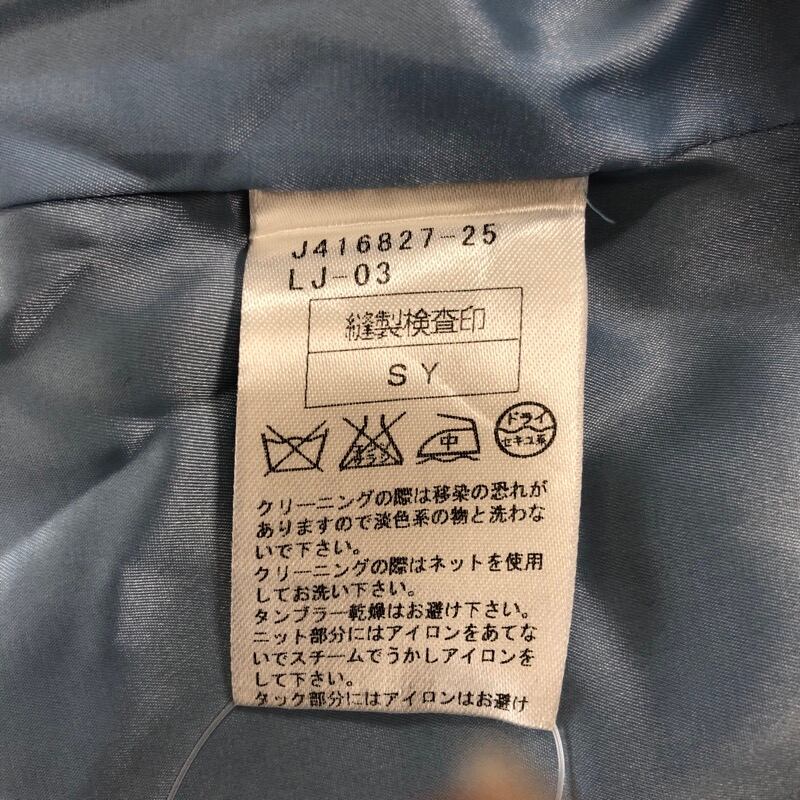 J416827-25
LJ-03
縫製検査印
SY
中
ドライ
セキユ系
クリーニングの際は移染の恐れが
ありますので淡色系の物と洗わな
いで下さい。
クリーニングの際はネットを使用
してお洗い下さい。
タンブラー乾燥はお避け下さい。
ニット部分にはアイロンをあてな
いでスチームでうかしアイロンを
して下さい。
タック部分にはアイロンはお避け